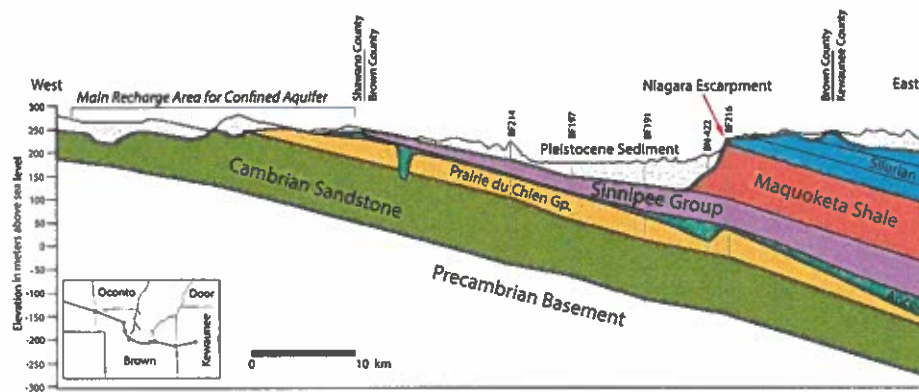 Shawano County
Brown County
Brown County
Kewaunee County
West
Niagara Escarpment
East
Main Recharge Area for Confined Aquifer
300
250
200
150
100
50
0
-50
-100
-150
-200
-250
-300
Elevation in meters above sea level
BF214
BF197
BF191
BN-422
BF216
Pleistocene Sediment
Silurian
Cambrian Sandstone
Prairie du Chien Gp.
Sinnipee Group
Maquoketa Shale
Precambrian Basement
Oconto
Door
Brown
Kewaunee
0
10 km